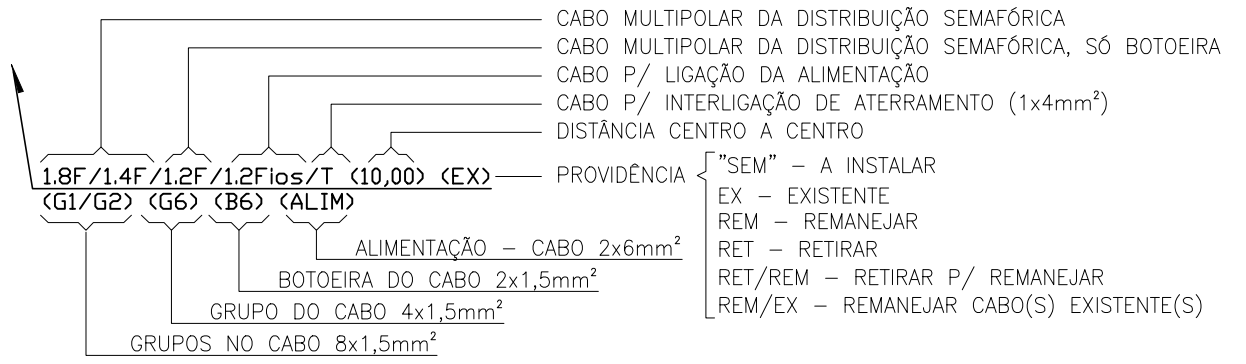 CABO MULTIPOLAR DA DISTRIBUIÇÃO SEMAFÓRICA
CABO MULTIPOLAR DA DISTRIBUIÇÃO SEMAFÓRICA, SÓ BOTOEIRA
CABO P/ LIGAÇÃO DA ALIMENTAÇÃO
CABO P/ INTERLIGAÇÃO DE ATERRAMENTO (1x4mm²)
DISTÂNCIA CENTRO A CENTRO
1.8F/1.4F/1.2F/1.2Fios/T (10,00) (EX)
PROVIDÊNCIA
(G1/G2) (G6) (B6) (ALIM)
"SEM" – A INSTALAR
EX – EXISTENTE
REM – REMANEJAR
RET – RETIRAR
RET/REM – RETIRAR P/ REMANEJAR
REM/EX – REMANEJAR CABO(S) EXISTENTE(S)
ALIMENTAÇÃO – CABO 2x6mm²
BOTOEIRA DO CABO 2x1,5mm²
GRUPO DO CABO 4x1,5mm²
GRUPOS NO CABO 8x1,5mm²